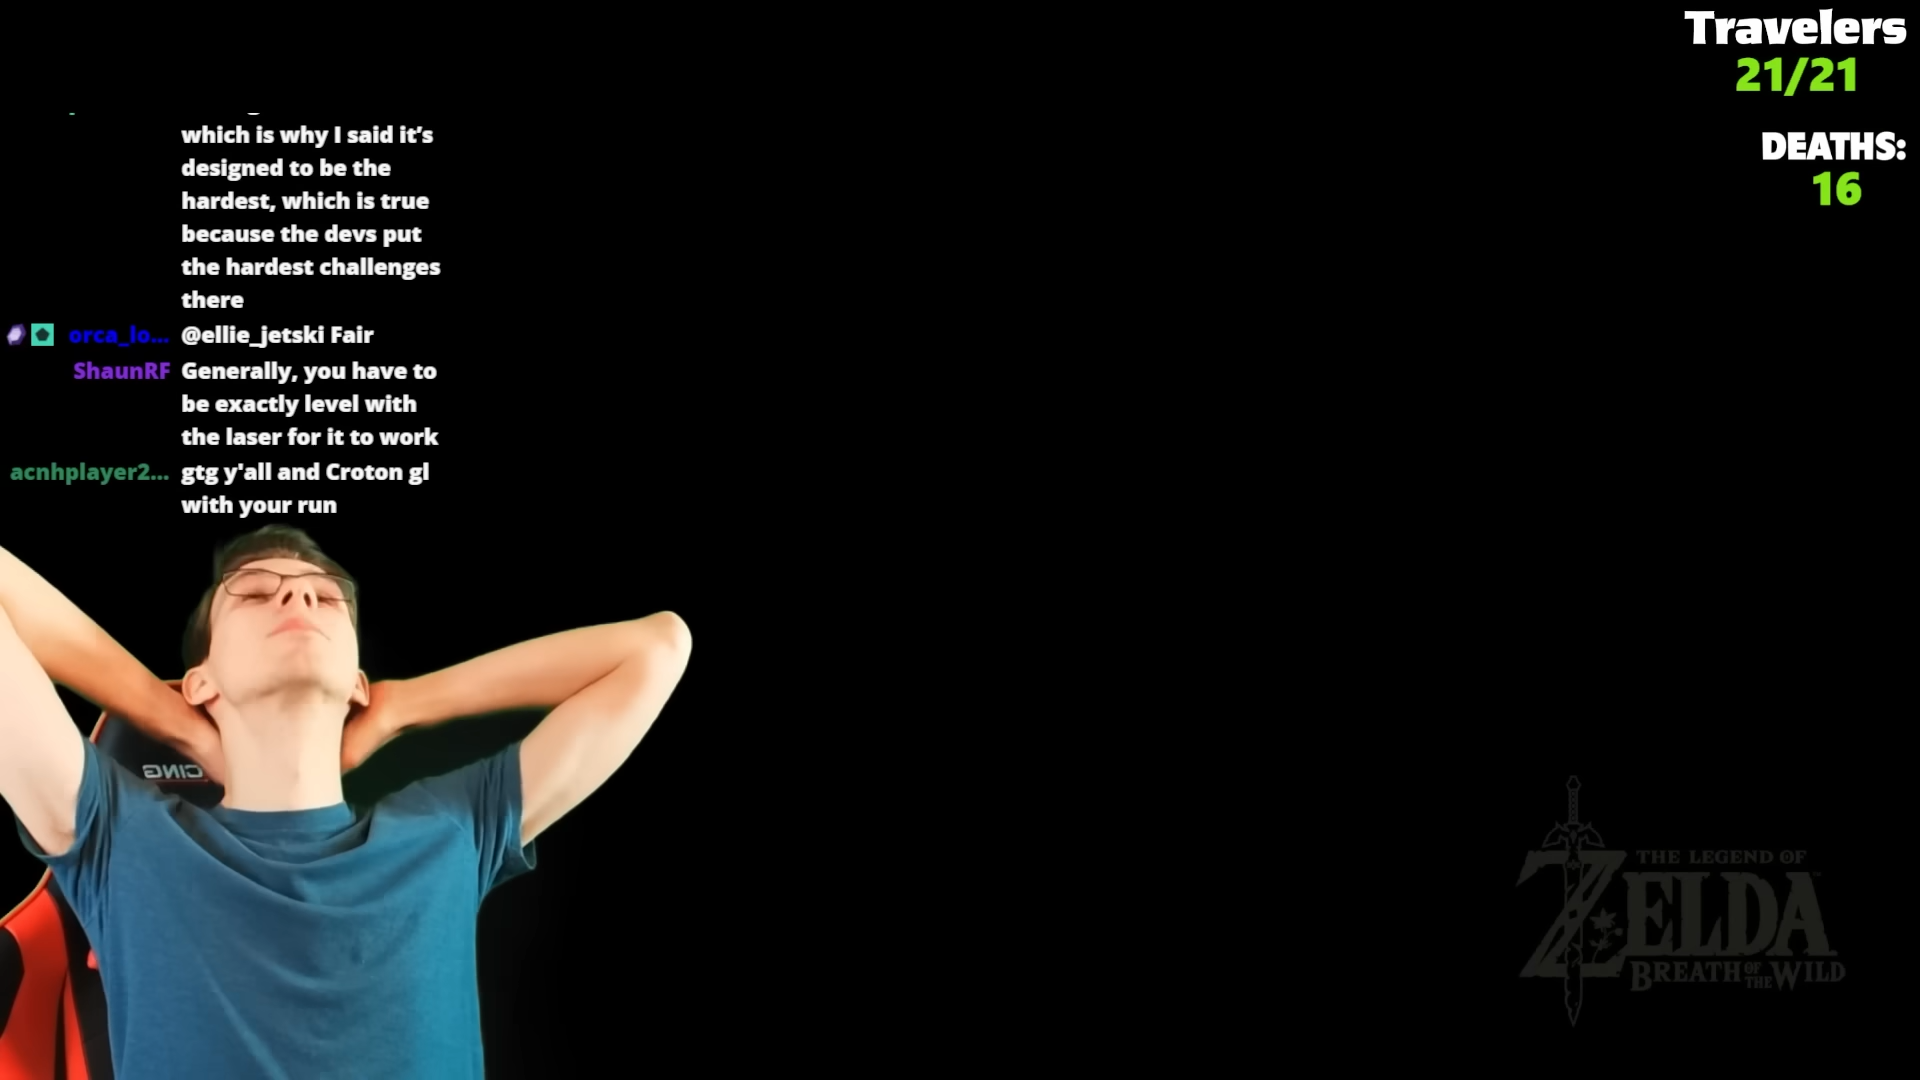 Travelers
21/21
DEATHS:
16
which is why I said it’s
designed to be the
hardest, which is true
because the devs put
the hardest challenges
there
orca_lo... @ellie_jetski Fair
ShaunRF Generally, you have to
be exactly level with
the laser for it to work
acnhplayer2... gtg y'all and Croton gl
with your run
CING
THE LEGEND OF
ZELDA
BREATH OF THE WILD